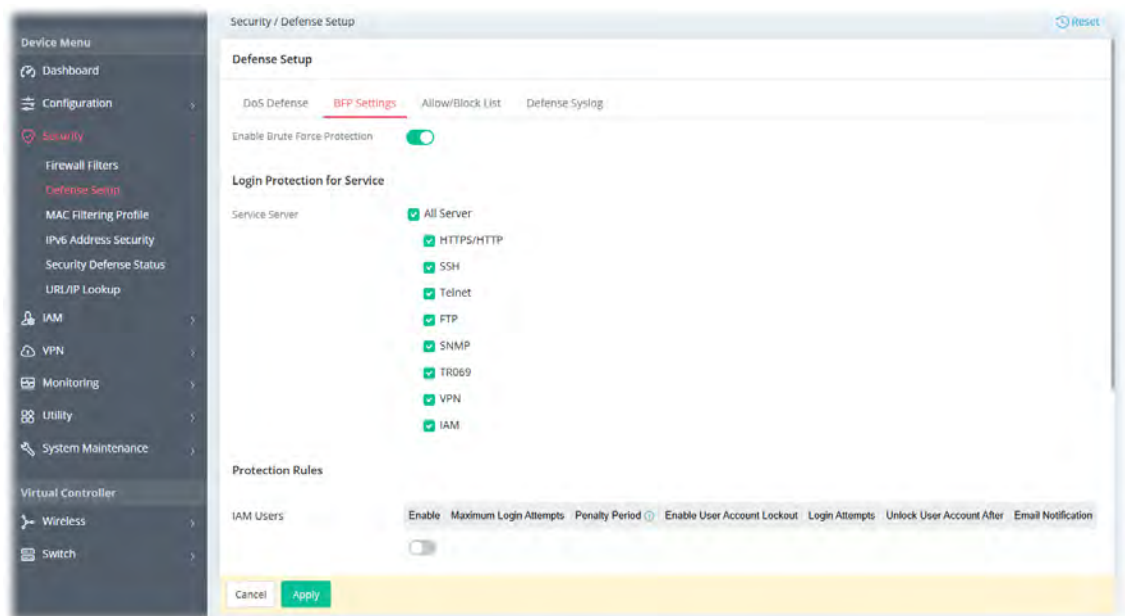 Security / Defense Setup
Reset
Device Menu
Dashboard
Configuration
Security
Firewall Filters
Defense Setup
MAC Filtering Profile
IPv6 Address Security
Security Defense Status
URL/IP Lookup
IAM
VPN
Monitoring
Utility
System Maintenance
Virtual Controller
Wireless
Switch
Defense Setup
DoS Defense BFP Settings Allow/Block List Defense Syslog
Enable Brute Force Protection
Login Protection for Service
Service Server
All Server
HTTPS/HTTP
SSH
Telnet
FTP
SNMP
TR069
VPN
IAM
Protection Rules
IAM Users
Enable Maximum Login Attempts Penalty Period Enable User Account Lockout Login Attempts Unlock User Account After Email Notification
Cancel Apply